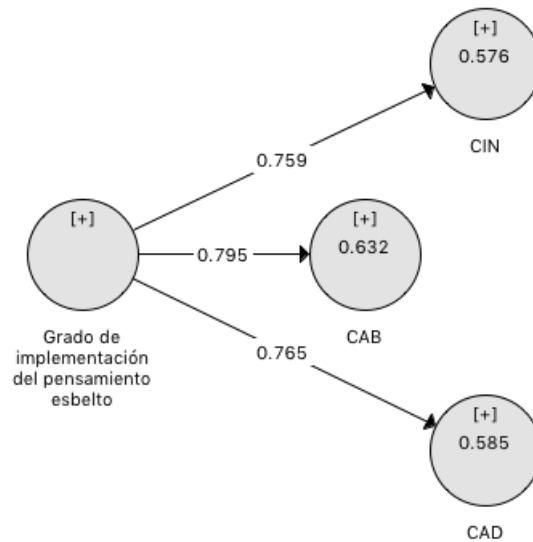 [+]
0.576
CIN
0.759
[+]
Grado de
implementación
del pensamiento
esbelto
0.795
[+]
0.632
CAB
0.765
[+]
0.585
CAD